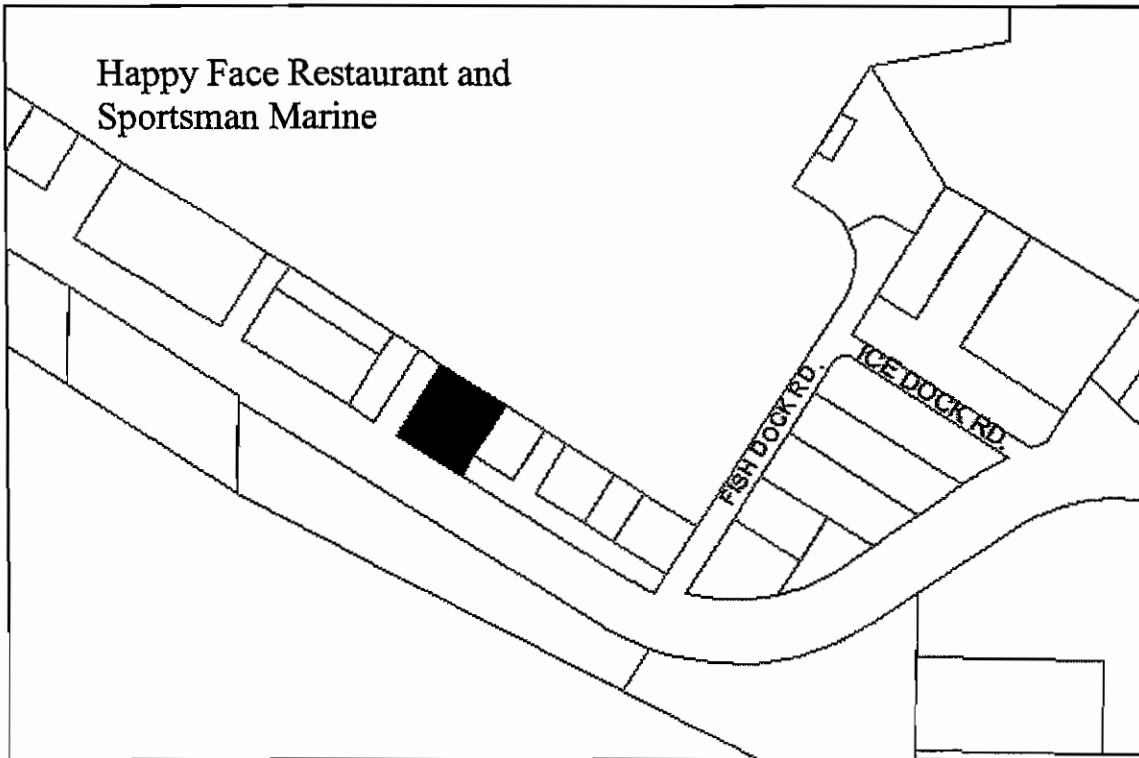 Happy Face Restaurant and
Sportsman Marine
ICE DOCK RD.
FISH DOCK RD.